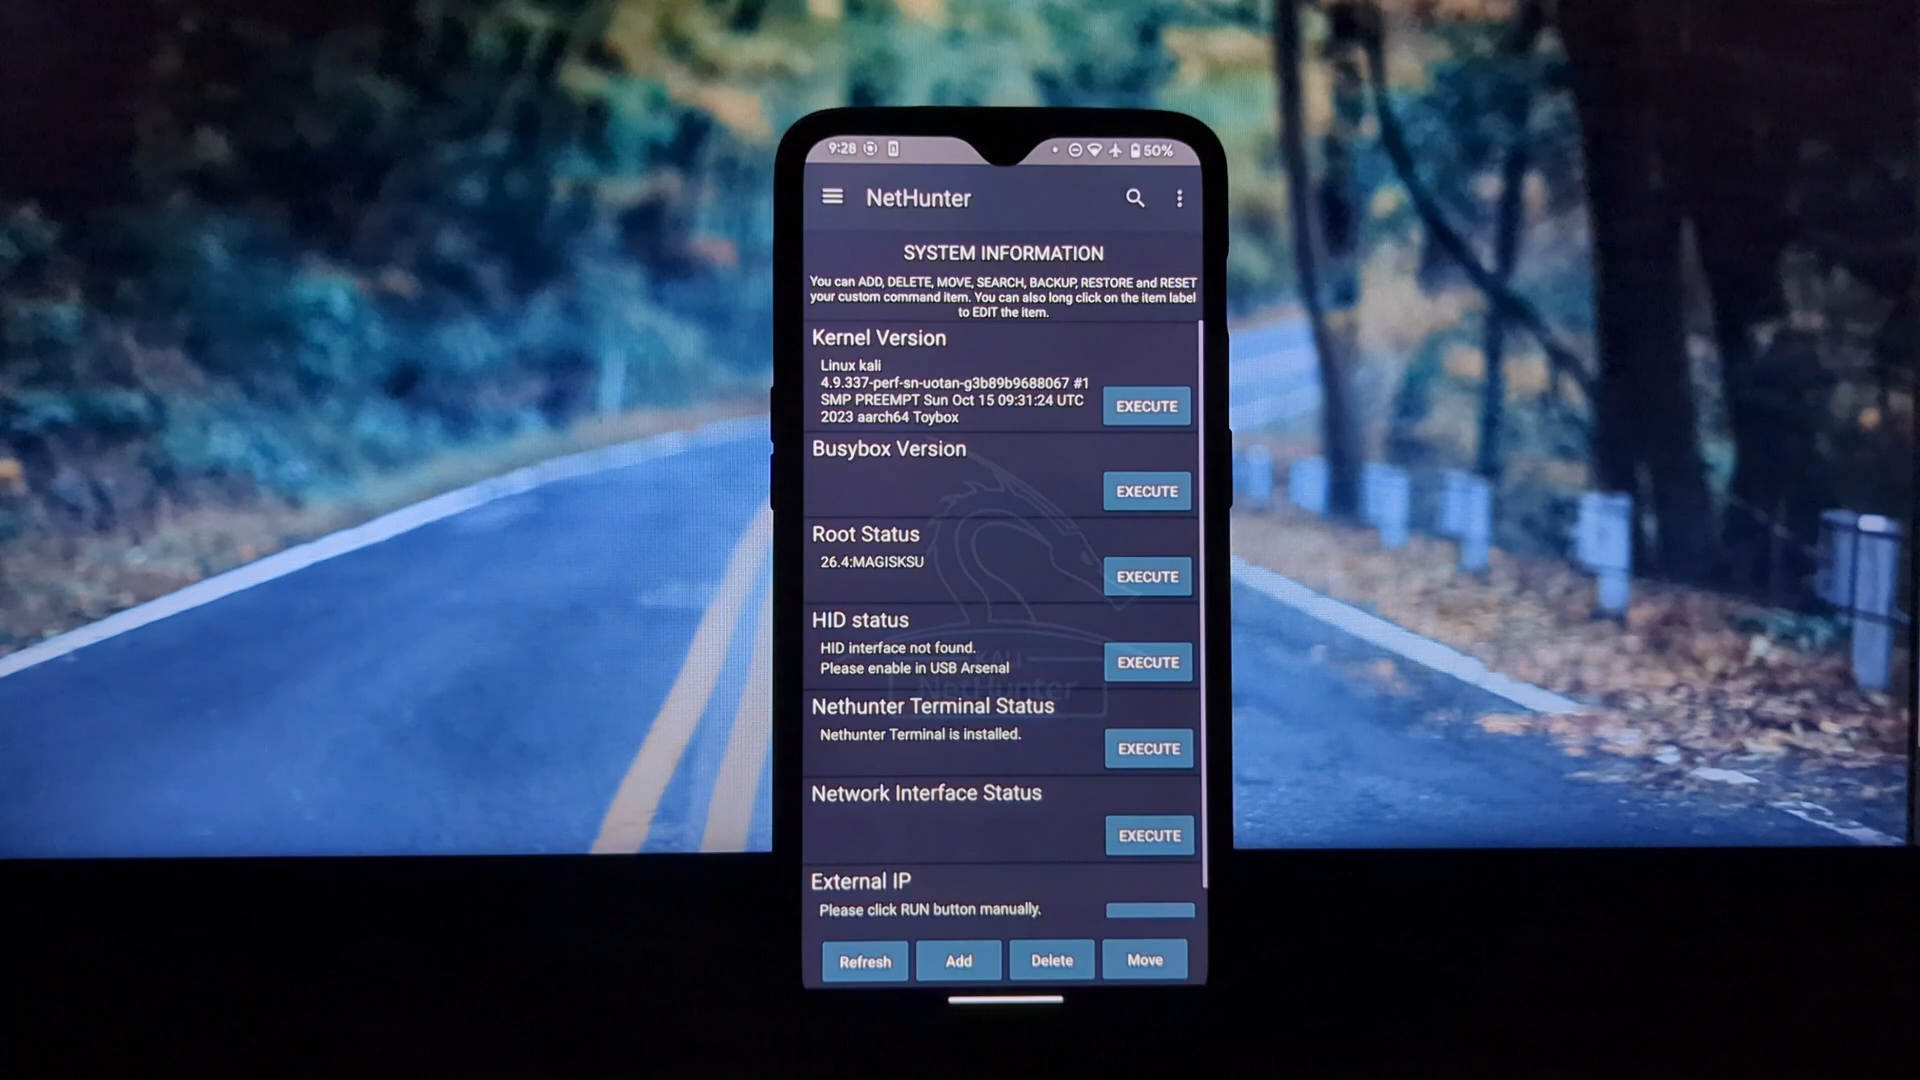 9:28
50%
NetHunter
SYSTEM INFORMATION
You can ADD, DELETE, MOVE, SEARCH, BACKUP, RESTORE and RESET
your custom command item. You can also long click on the item label
to EDIT the item.
Kernel Version
Linux kali
4.9.337-perf-sn-uotan-g3b89b9688067 #1
SMP PREEMPT Sun Oct 15 09:31:24 UTC
2023 aarch64 Toybox
EXECUTE
Busybox Version
EXECUTE
Root Status
26.4:MAGISKSU
EXECUTE
HID status
HID interface not found.
Please enable in USB Arsenal
EXECUTE
KALI
NetHunter
Nethunter Terminal Status
Nethunter Terminal is installed.
EXECUTE
Network Interface Status
EXECUTE
External IP
Please click RUN button manually.
Refresh
Add
Delete
Move